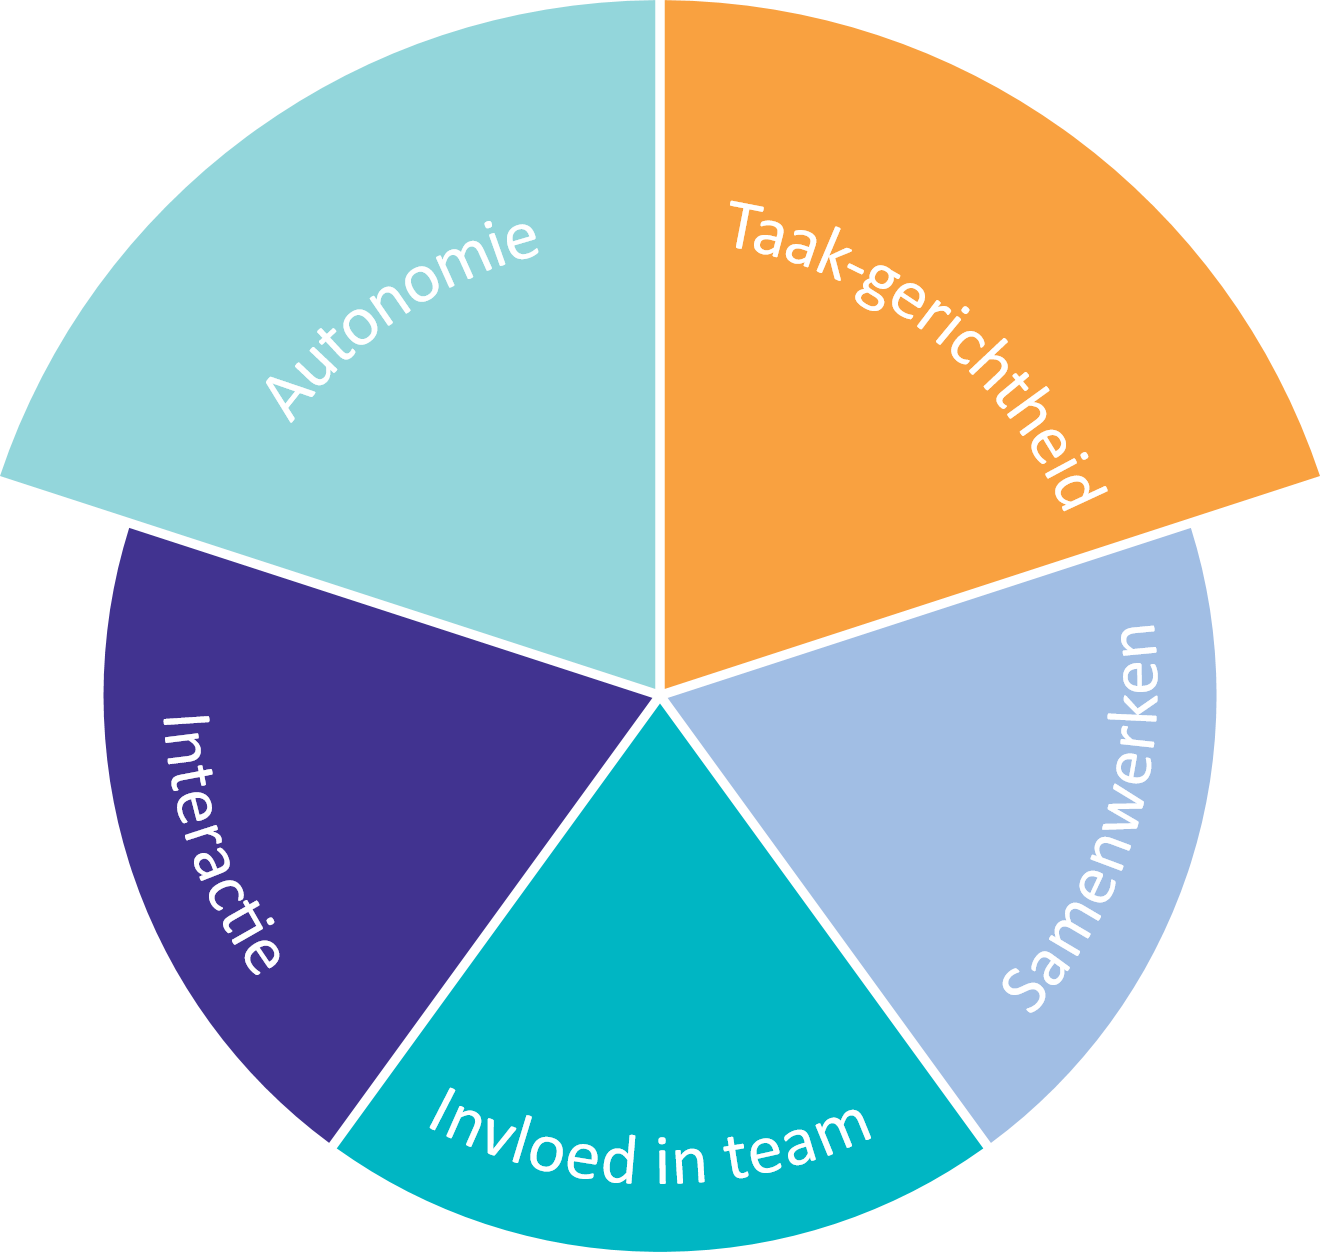 Autonomie
Taak-gerichtheid
Samenwerken
Invloed in team
Interactie